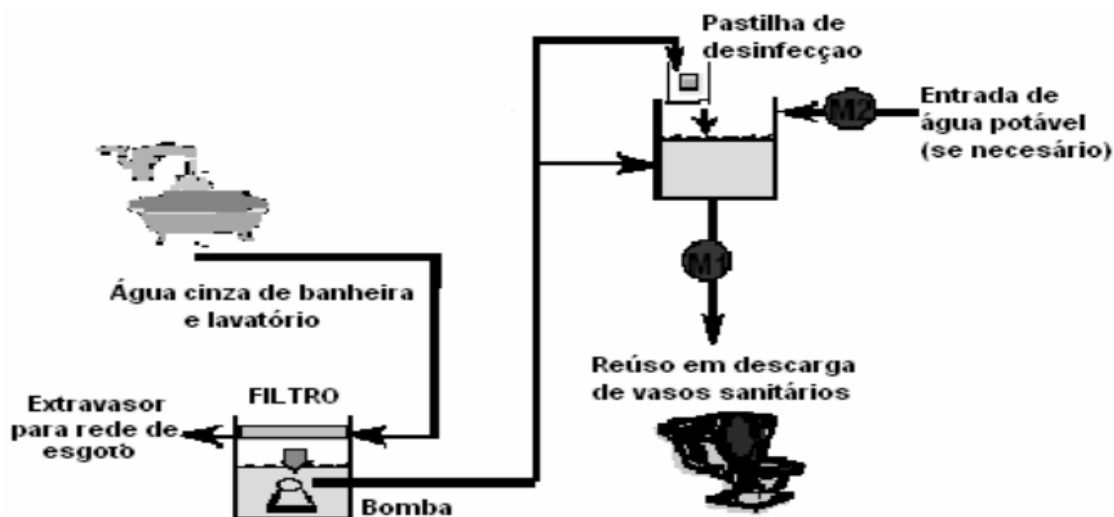 Pastilha de
desinfecçao
M2
Entrada de
água potável
(se necesário)
M1
Água cinza de banheira
e lavatório
Reúso em descarga
de vasos sanitários
FILTRO
Extravasor
para rede de
esgoto
Bomba